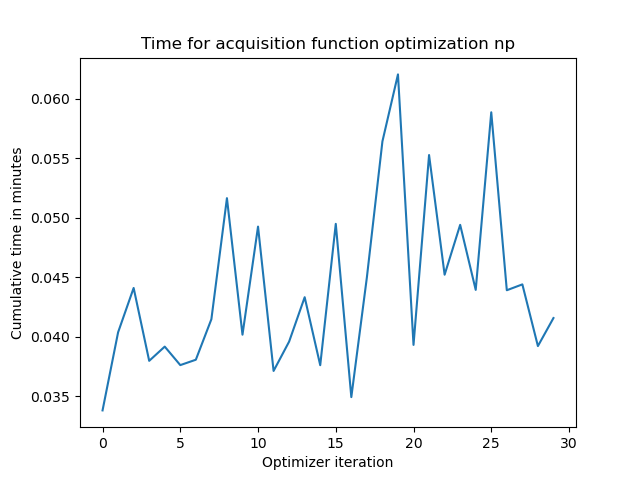 Time for acquisition function optimization np
Cumulative time in minutes
0.060
0.055
0.050
0.045
0.040
0.035
0 5 10 15 20 25 30
Optimizer iteration